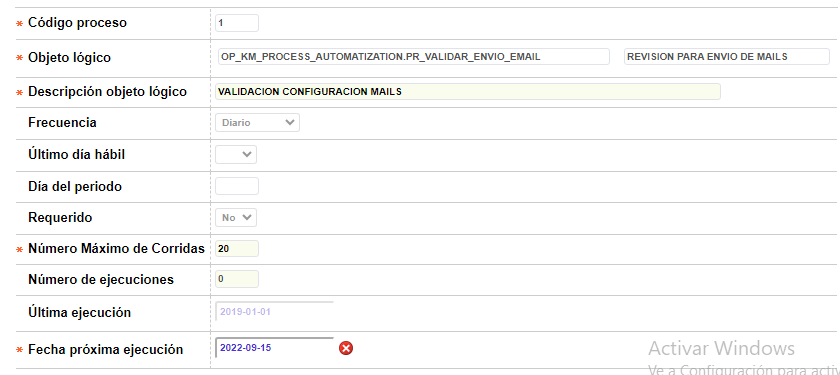 * Código proceso 1
* Objeto lógico OP_KM_PROCESS_AUTOMATIZATION.PR_VALIDAR_ENVIO_EMAIL REVISION PARA ENVIO DE MAILS
* Descripción objeto lógico VALIDACION CONFIGURACION MAILS
Frecuencia Diario
Último día hábil
Día del periodo
Requerido No
* Número Máximo de Corridas 20
Número de ejecuciones 0
Última ejecución 2019-01-01
* Fecha próxima ejecución 2022-09-15
Activar Windows
Ve a Configuración para activ